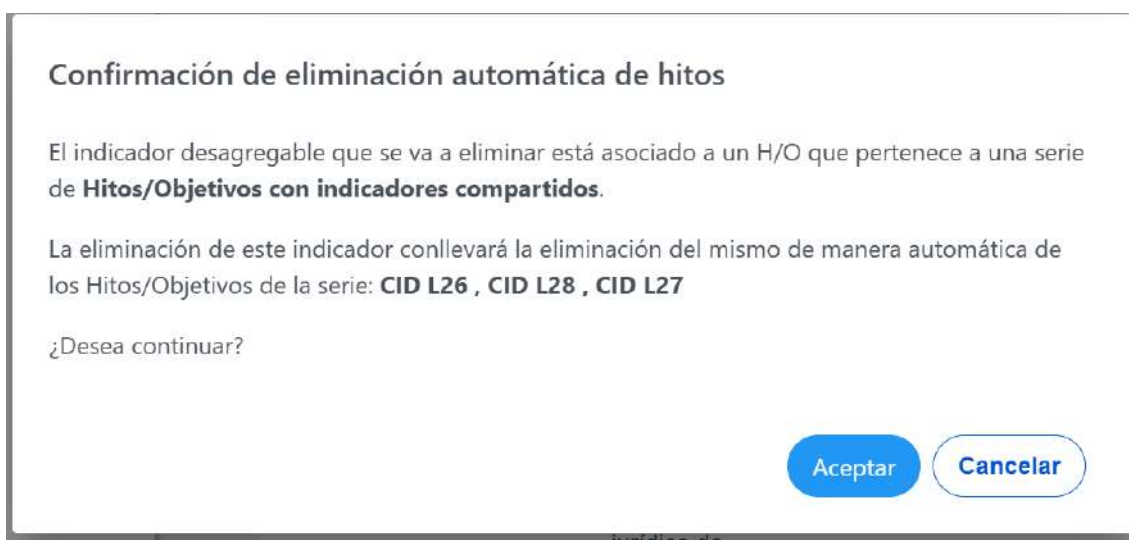 Confirmación de eliminación automática de hitos
El indicador desagregable que se va a eliminar está asociado a un H/O que pertenece a una serie
de Hitos/Objetivos con indicadores compartidos.
La eliminación de este indicador conllevará la eliminación del mismo de manera automática de
los Hitos/Objetivos de la serie: CID L26 , CID L28 , CID L27
¿Desea continuar?
Aceptar Cancelar